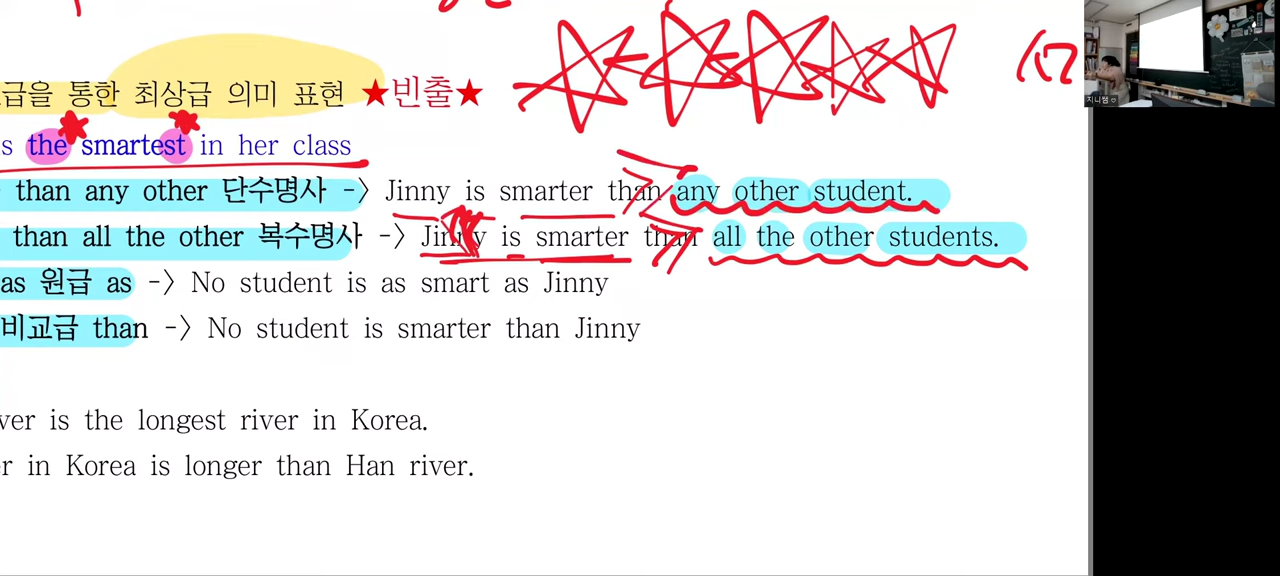 급을 통한 최상급 의미 표현 ★빈출★
s the smartest in her class
than any other 단수명사 -> Jinny is smarter than any other student.
than all the other 복수명사 -> Jinny is smarter than all the other students.
as 원급 as -> No student is as smart as Jinny
비교급 than -> No student is smarter than Jinny
ver is the longest river in Korea.
r in Korea is longer than Han river.
지니쌤♡